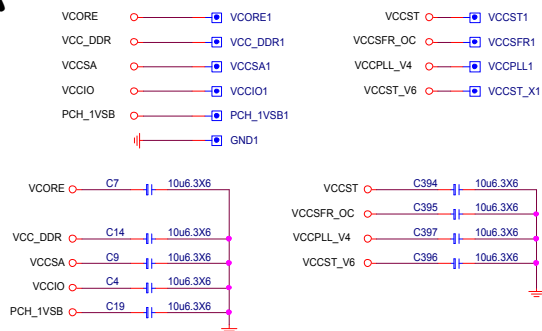 VCORE VCORE1 VCCST VCCST1
VCC_DDR VCC_DDR1 VCCSFR_OC VCCSFR1
VCCSA VCCSA1 VCCPLL_V4 VCCPLL1
VCCIO VCCIO1 VCCST_V6 VCCST_X1
PCH_1VSB PCH_1VSB1
GND1
VCORE C7 10u6.3X6 VCCST C394 10u6.3X6
VCCSFR_OC C395 10u6.3X6
VCC_DDR C14 10u6.3X6 VCCPLL_V4 C397 10u6.3X6
VCCSA C9 10u6.3X6 VCCST_V6 C396 10u6.3X6
VCCIO C4 10u6.3X6
PCH_1VSB C19 10u6.3X6